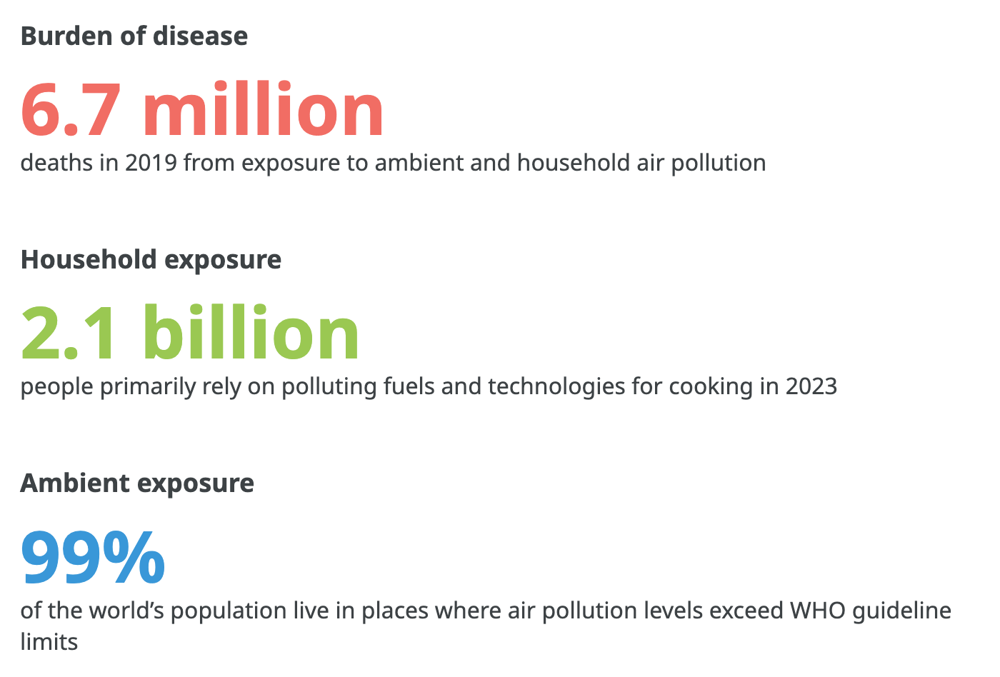 Burden of disease
6.7 million
deaths in 2019 from exposure to ambient and household air pollution
Household exposure
2.1 billion
people primarily rely on polluting fuels and technologies for cooking in 2023
Ambient exposure
99%
of the world’s population live in places where air pollution levels exceed WHO guideline
limits